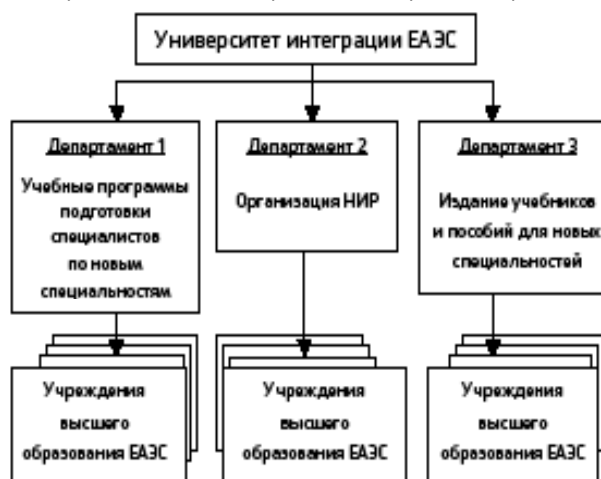 Университет интеграции ЕАЭС
Департамент 1
Учебные программы
подготовки
специалистов
по новым
специальностям
Департамент 2
Организация НИР
Департамент 3
Издание учебников
и пособий для новых
специальностей
Учреждения
высшего
образования ЕАЭС
Учреждения
высшего
образования ЕАЭС
Учреждения
высшего
образования ЕАЭС